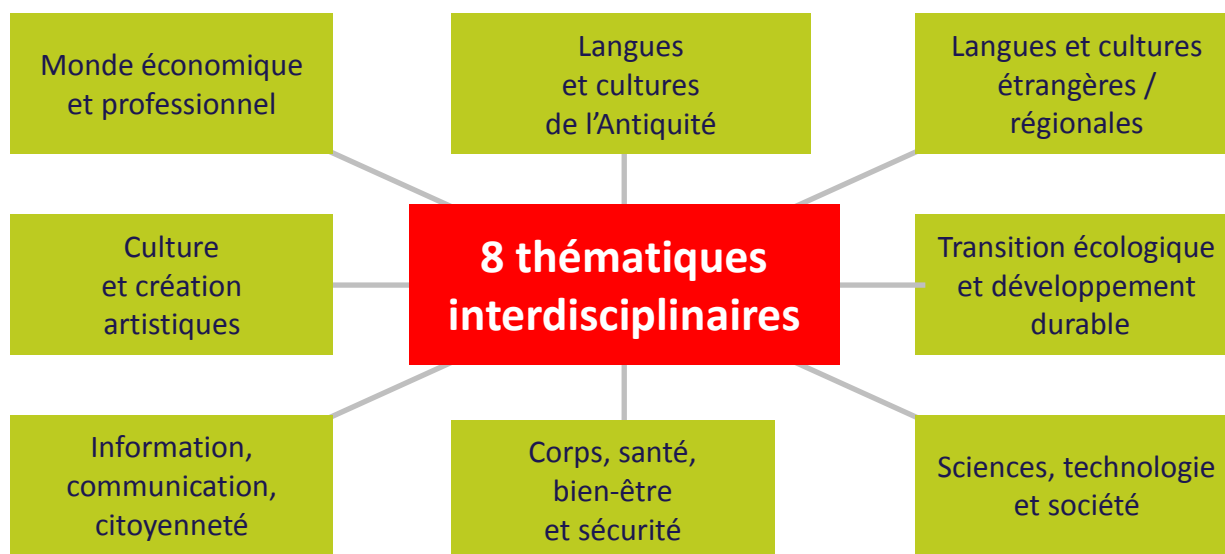 Monde économique
et professionnel
Langues
et cultures
de l'Antiquité
Langues et cultures
étrangères /
régionales
Culture
et création
artistiques
8 thématiques
interdisciplinaires
Transition écologique
et développement
durable
Information,
communication,
citoyenneté
Corps, santé,
bien-être
et sécurité
Sciences, technologie
et société